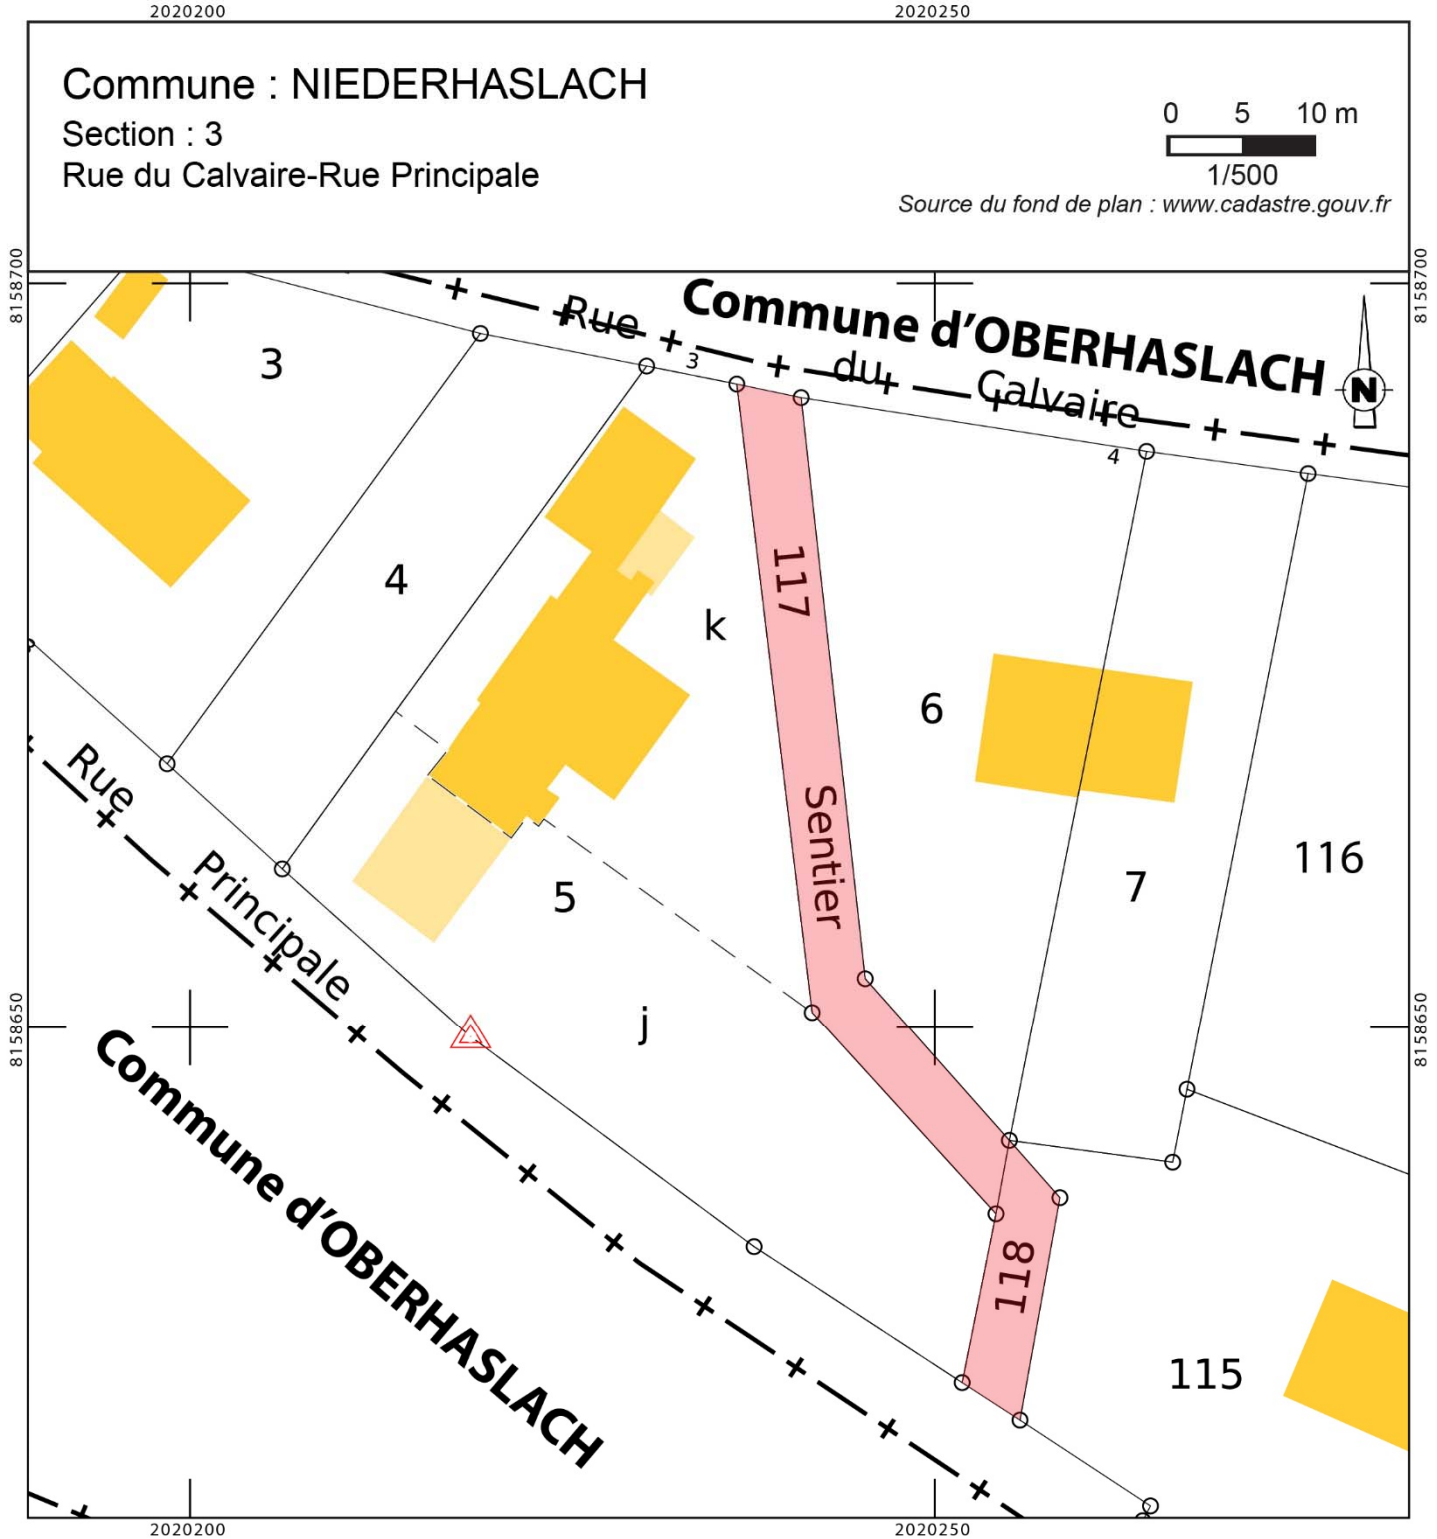 2020200
2020250
Commune : NIEDERHASLACH
Section : 3
Rue du Calvaire-Rue Principale
0 5 10 m
1/500
Source du fond de plan : www.cadastre.gouv.fr
8158700
8158700
Commune d'OBERHASLACH
Rue du Calvaire
3
4
N
3
4
k
117
6
Sentier
7
116
5
j
Rue Principale
8158650
8158650
Commune d'OBERHASLACH
118
115
2020200
2020250